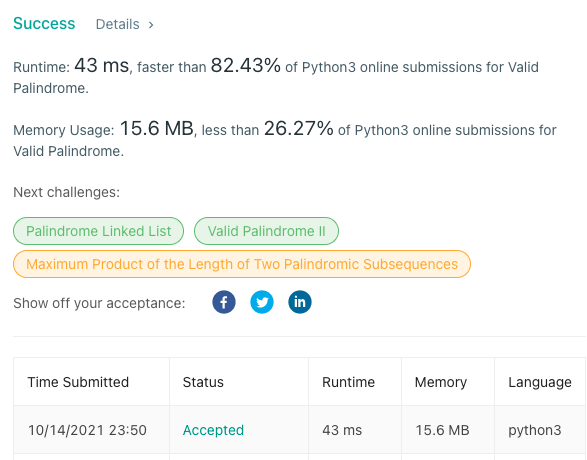 Success Details >
Runtime: 43 ms, faster than 82.43% of Python3 online submissions for Valid
Palindrome.
Memory Usage: 15.6 MB, less than 26.27% of Python3 online submissions for
Valid Palindrome.
Next challenges:
Palindrome Linked List Valid Palindrome II
Maximum Product of the Length of Two Palindromic Subsequences
Show off your acceptance: f in
Time Submitted Status Runtime Memory Language
10/14/2021 23:50 Accepted 43 ms 15.6 MB python3